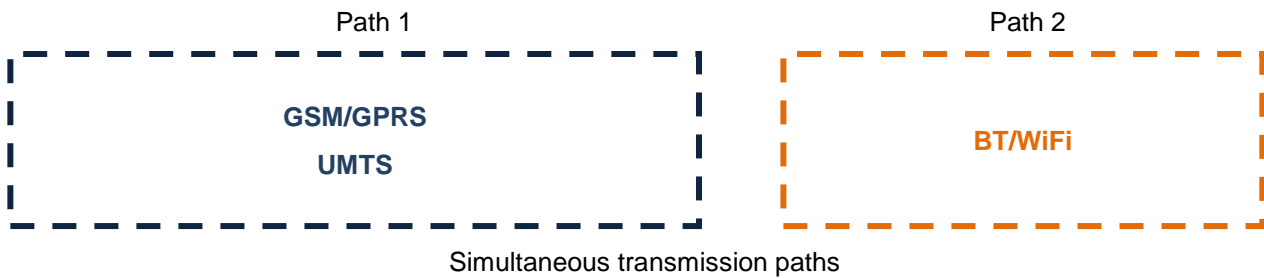 Path 1
Path 2
GSM/GPRS
UMTS
BT/WiFi
Simultaneous transmission paths